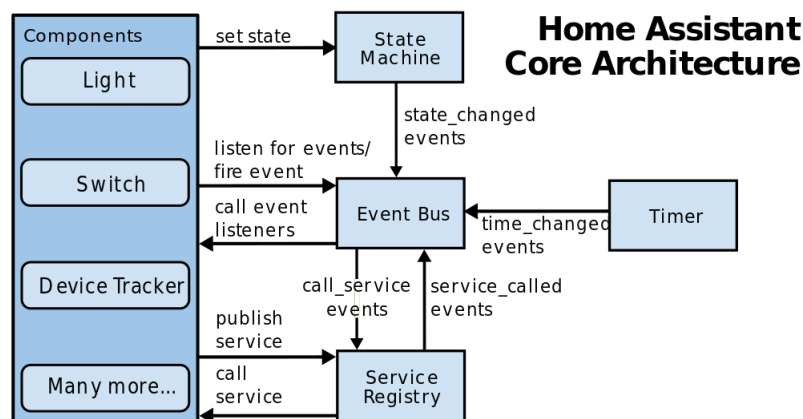 Home Assistant
Core Architecture
Components
Light
Switch
Device Tracker
Many more...
set state
State
Machine
state_changed
events
listen for events/
fire event
call event
listeners
Event Bus
time_changed
events
Timer
call_service
events
service_called
events
publish
service
call
service
Service
Registry